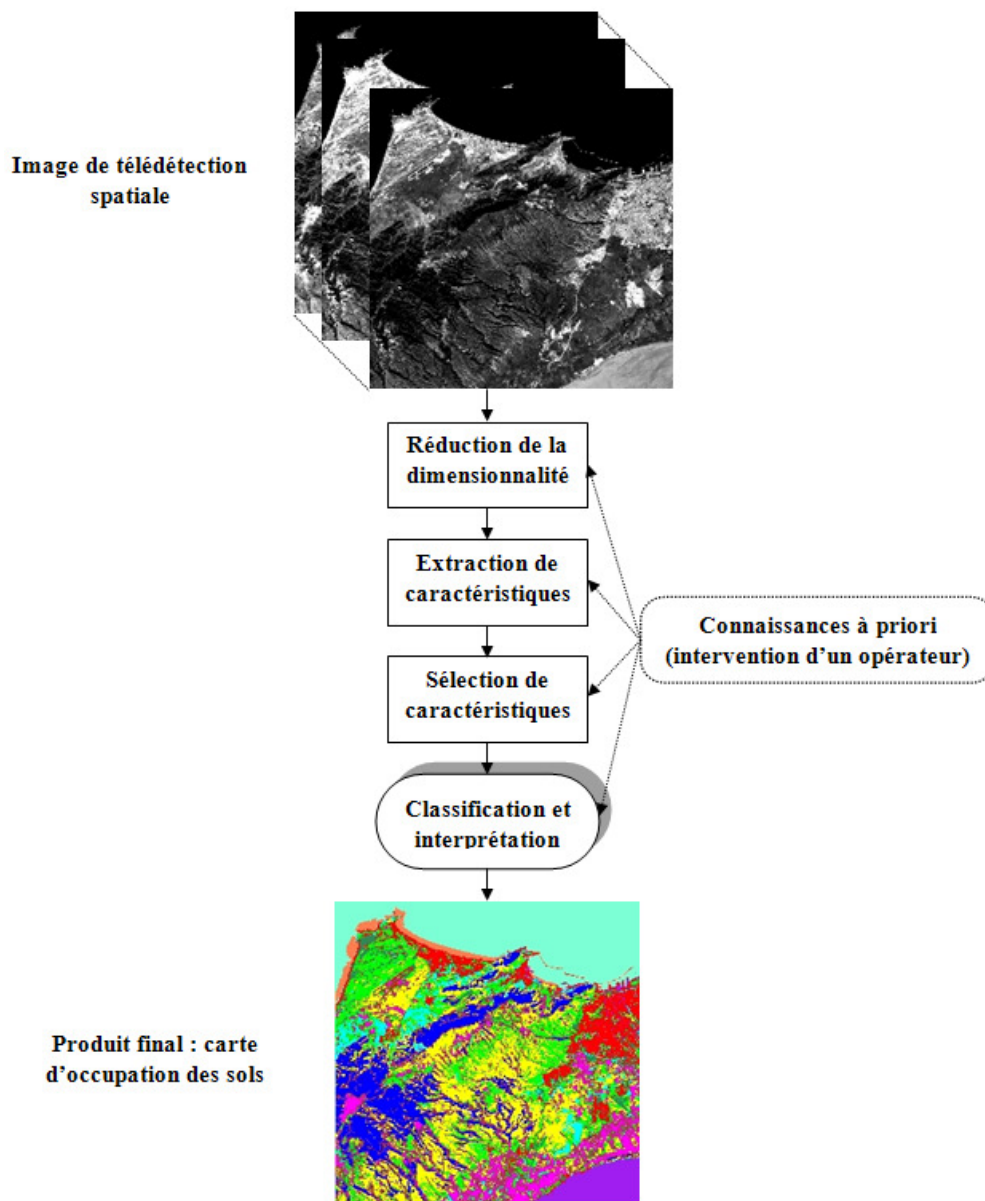 Image de télédétection
spatiale
Réduction de la
dimensionnalité
Extraction de
caractéristiques
Connaissances à priori
(intervention d'un opérateur)
Sélection de
caractéristiques
Classification et
interprétation
Produit final : carte
d'occupation des sols